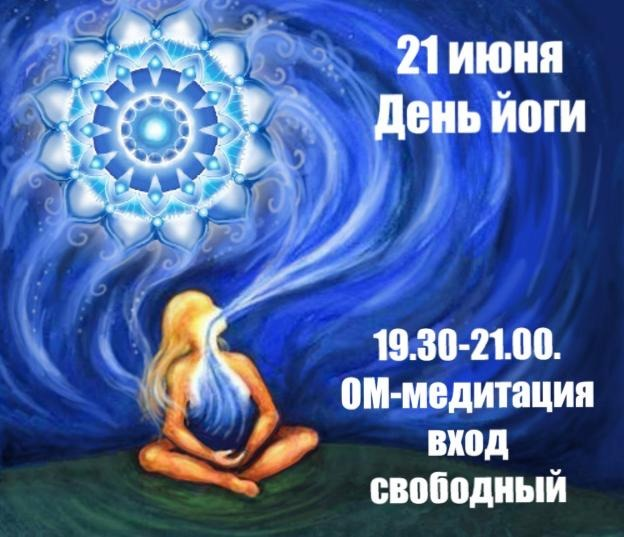 21 июня
День йоги
19.30-21.00.
ОМ-медитация
вход
свободный